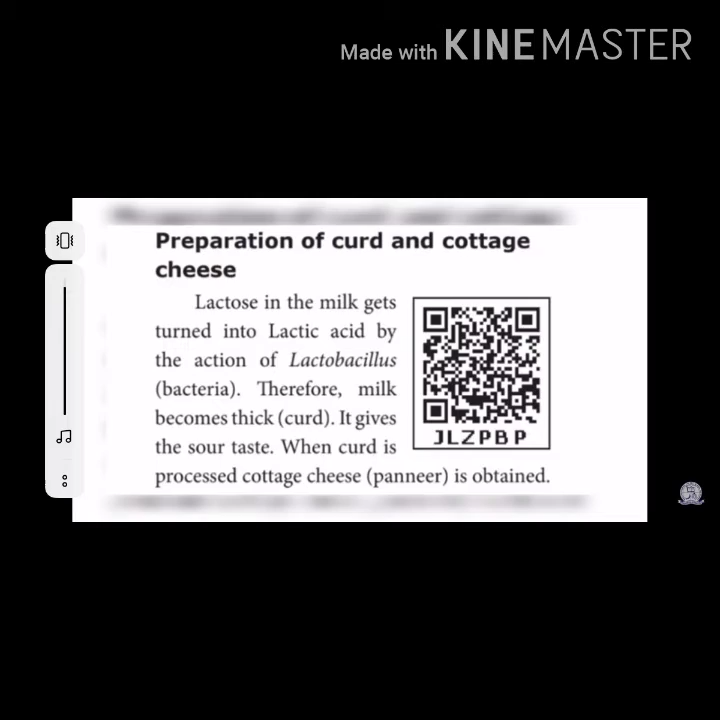 Made with KINEMASTER
Preparation of curd and cottage
cheese
Lactose in the milk gets
turned into Lactic acid by
the action of Lactobacillus
(bacteria). Therefore, milk
becomes thick (curd). It gives
the sour taste. When curd is
processed cottage cheese (panneer) is obtained.
JLZPBP